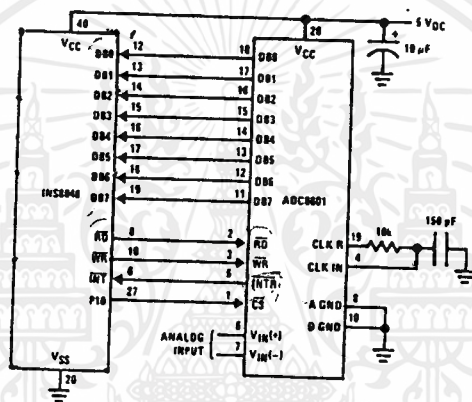 40
VCC
20
VCC
5 VDC
+
10 µF
DB0 12 18 DB0
DB1 13 17 DB1
DB2 14 16 DB2
DB3 15 15 DB3
DB4 16 14 DB4
DB5 17 13 DB5
DB6 18 12 DB6
DB7 19 11 DB7
INS8048
ADC0801
RD 8 2 RD
WR 10 3 WR
INT 6 5 INTR
P10 27 1 CS
19 CLK R
10k
150 pF
4 CLK IN
A GND 8
D GND 10
ANALOG INPUT
6 VIN(+)
7 VIN(−)
VSS
20